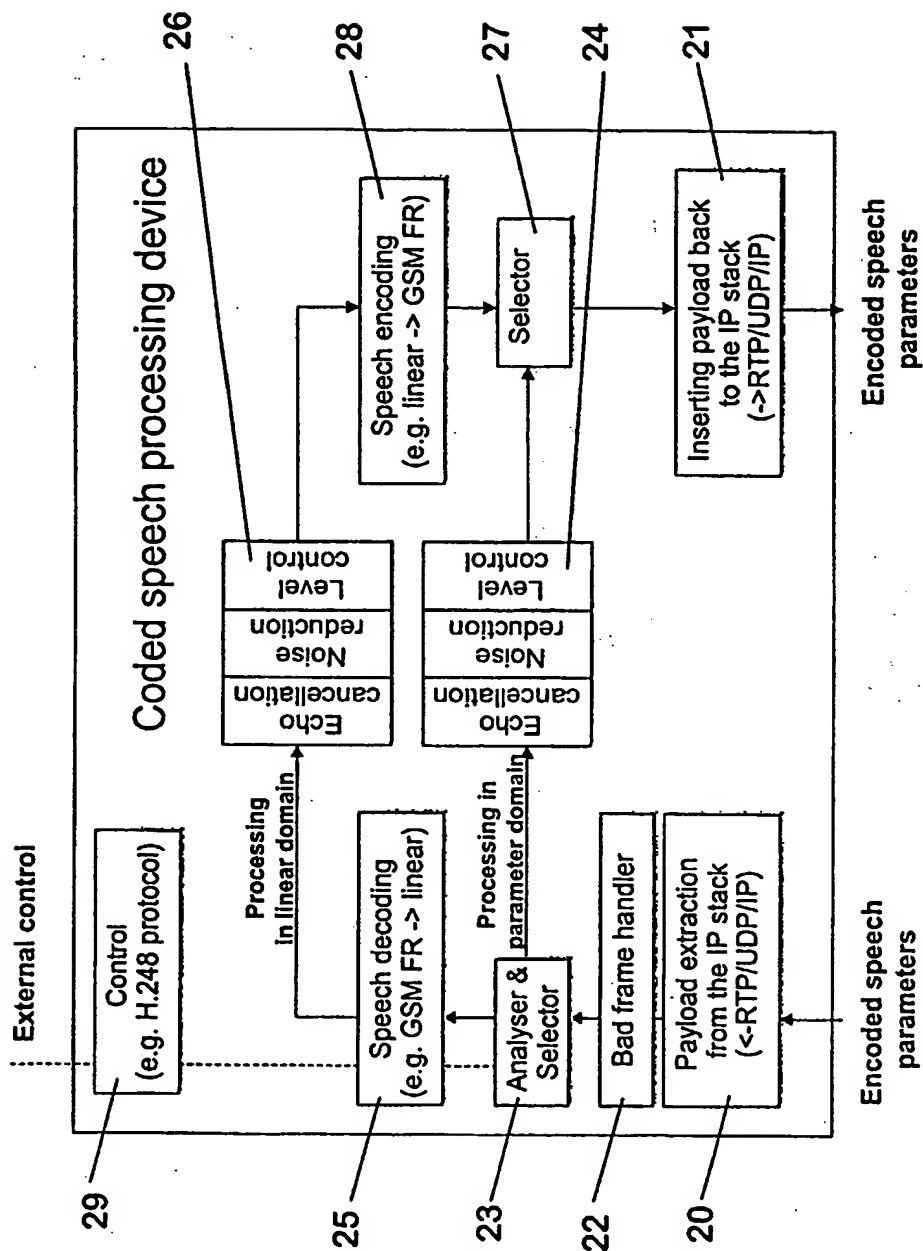 External control
29
Control
(e.g. H.248 protocol)
Coded speech processing device
26
Processing
in linear domain
Echo
cancellation
Noise
reduction
Level
control
25
Speech decoding
(e.g. GSM FR -> linear)
28
Speech encoding
(e.g. linear -> GSM FR)
23
Analyser &
Selector
Processing in
parameter domain
Echo
cancellation
Noise
reduction
Level
control
27
Selector
24
22
Bad frame handler
20
Payload extraction
from the IP stack
(<-RTP/UDP/IP)
21
Inserting payload back
to the IP stack
(->RTP/UDP/IP)
Encoded speech
parameters
Encoded speech
parameters